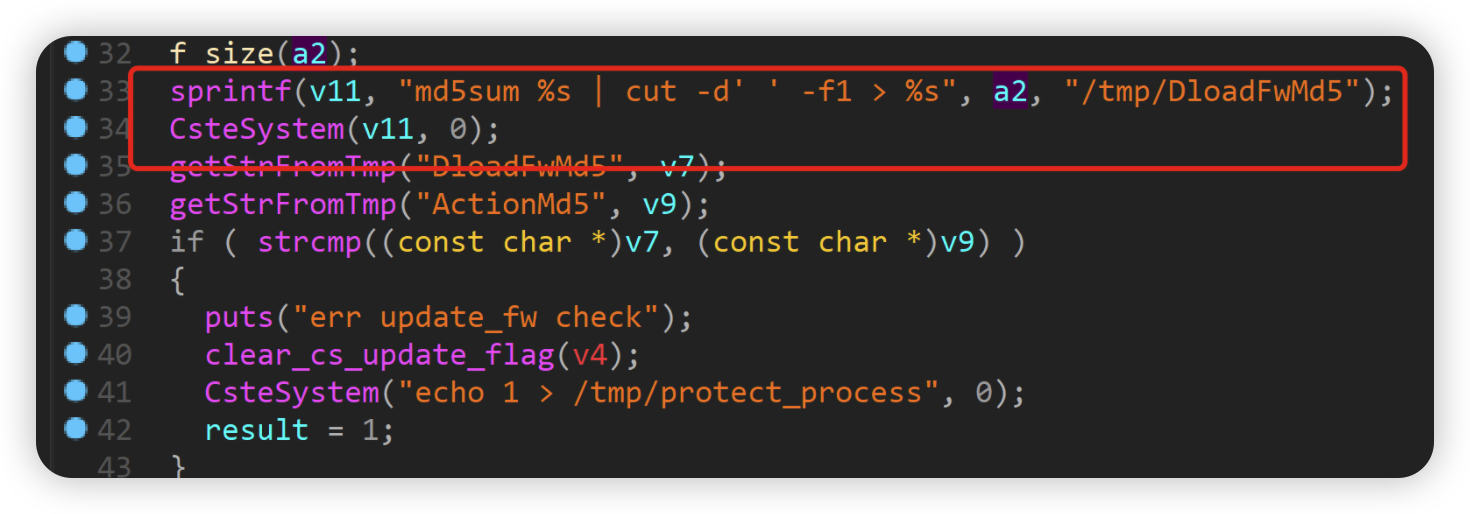 32 f_size(a2);
33 sprintf(v11, "md5sum %s | cut -d' ' -f1 > %s", a2, "/tmp/DloadFwMd5");
34 CsteSystem(v11, 0);
35 getStrFromTmp("DloadFwMd5", v7);
36 getStrFromTmp("ActionMd5", v9);
37 if ( strcmp((const char *)v7, (const char *)v9) )
38 {
39 puts("err update_fw check");
40 clear_cs_update_flag(v4);
41 CsteSystem("echo 1 > /tmp/protect_process", 0);
42 result = 1;
43 }